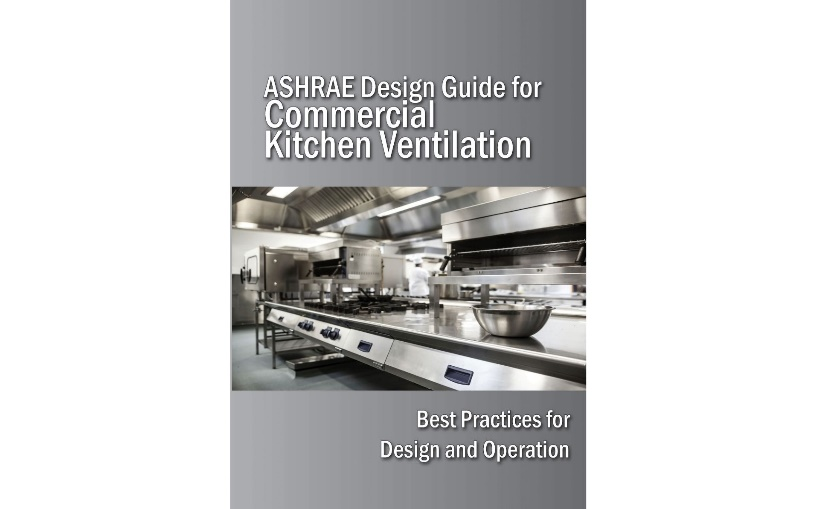 ASHRAE Design Guide for
Commercial
Kitchen Ventilation
Best Practices for
Design and Operation